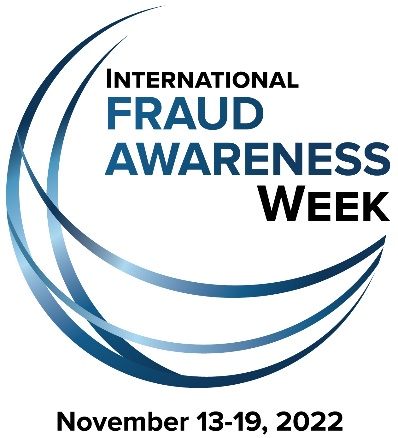 INTERNATIONAL
FRAUD
AWARENESS
WEEK
November 13-19, 2022